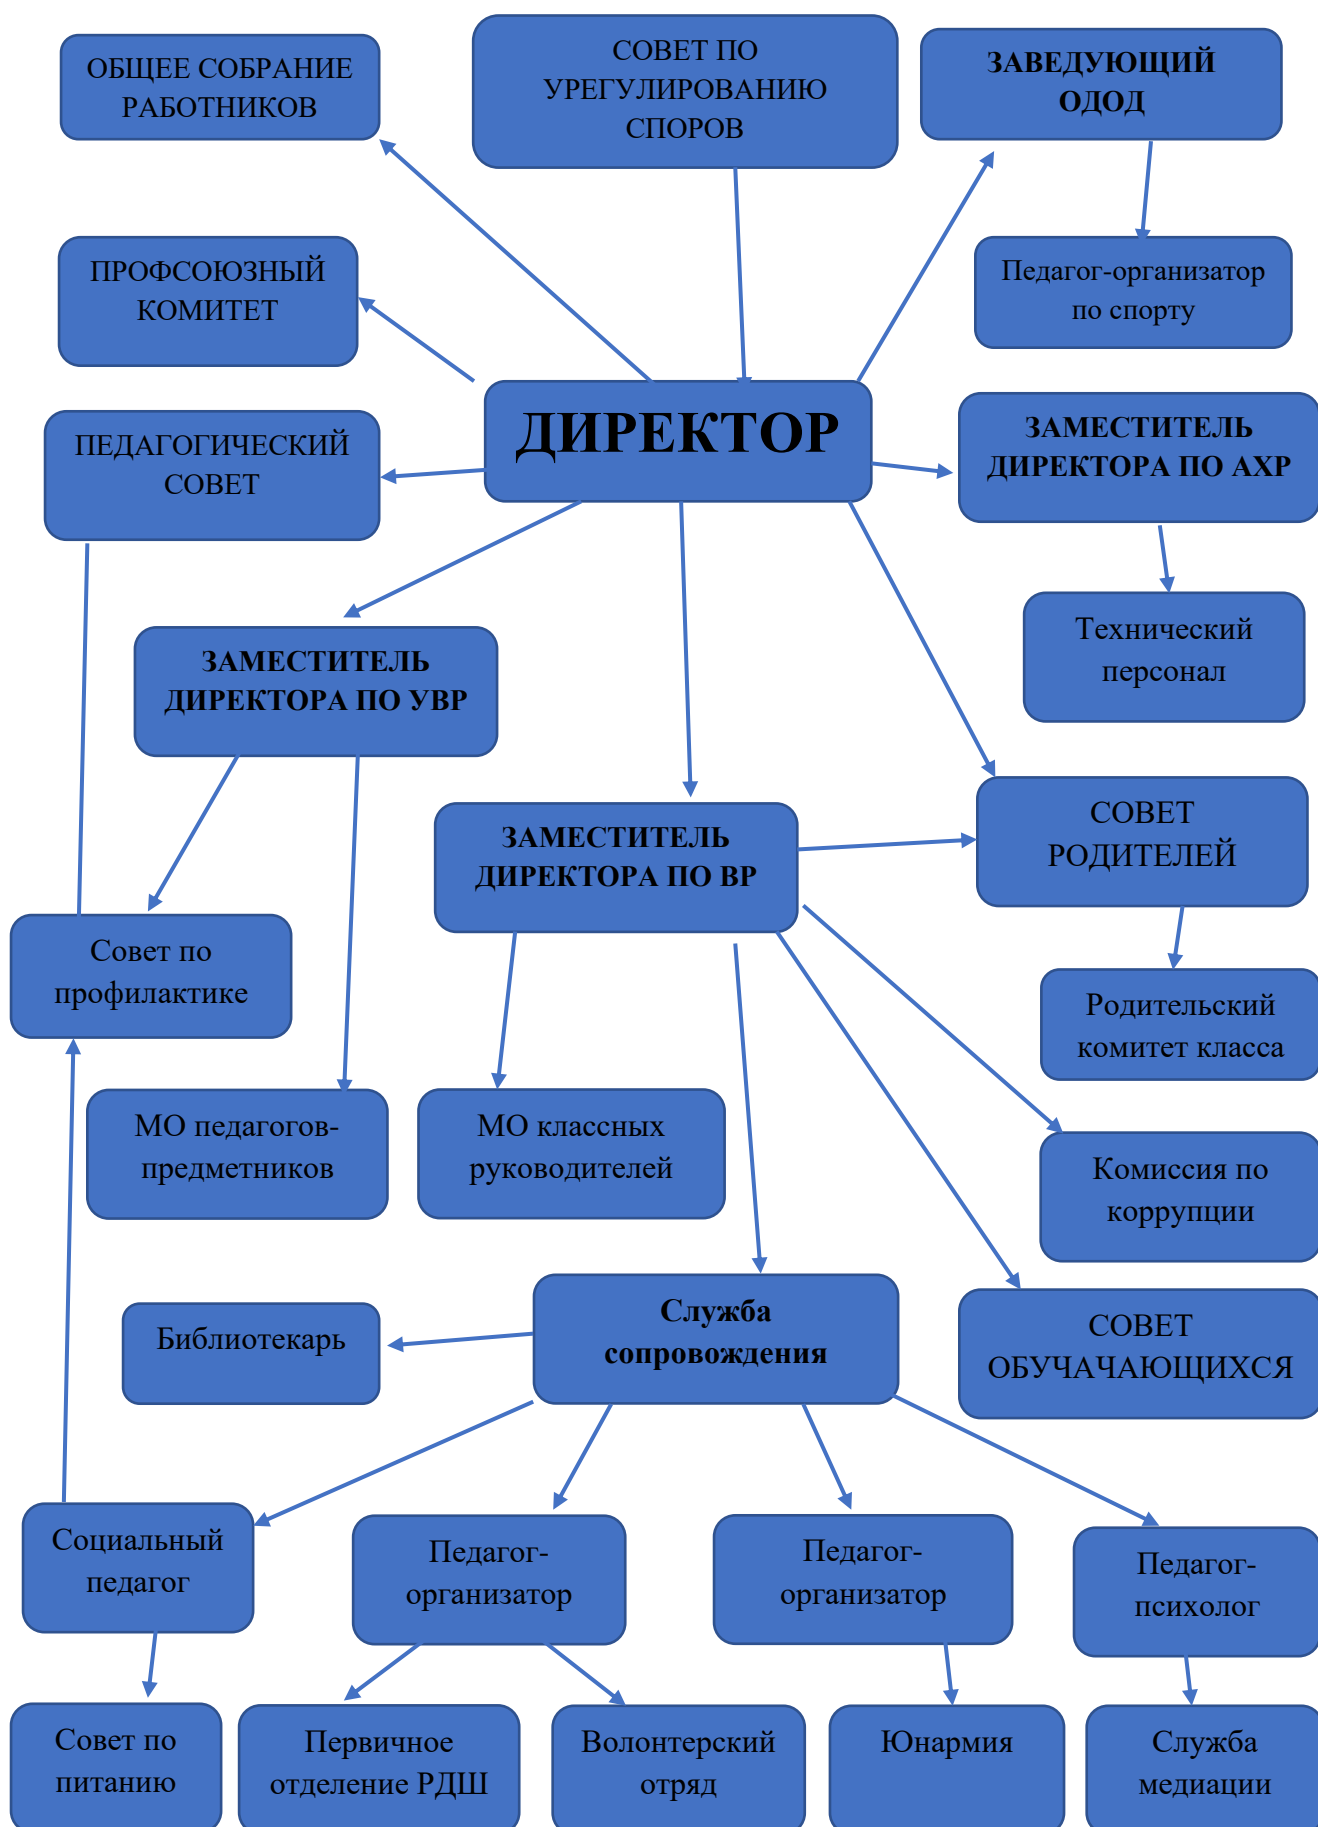 ОБЩЕЕ СОБРАНИЕ
РАБОТНИКОВ
СОВЕТ ПО
УРЕГУЛИРОВАНИЮ
СПОРОВ
ЗАВЕДУЮЩИЙ
ОДОД
ПРОФСОЮЗНЫЙ
КОМИТЕТ
Педагог-организатор
по спорту
ДИРЕКТОР
ПЕДАГОГИЧЕСКИЙ
СОВЕТ
ЗАМЕСТИТЕЛЬ
ДИРЕКТОРА ПО АХР
Технический
персонал
ЗАМЕСТИТЕЛЬ
ДИРЕКТОРА ПО УВР
ЗАМЕСТИТЕЛЬ
ДИРЕКТОРА ПО ВР
СОВЕТ
РОДИТЕЛЕЙ
Совет по
профилактике
Родительский
комитет класса
МО педагогов-
предметников
МО классных
руководителей
Комиссия по
коррупции
Библиотекарь
Служба
сопровождения
СОВЕТ
ОБУЧАЧАЮЩИХСЯ
Социальный
педагог
Педагог-
организатор
Педагог-
организатор
Педагог-
психолог
Совет по
питанию
Первичное
отделение РДШ
Волонтерский
отряд
Юнармия
Служба
медиации